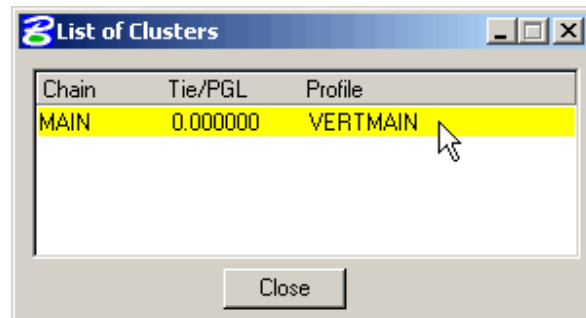 List of Clusters
Chain Tie/PGL Profile
MAIN 0.000000 VERTMAIN
Close